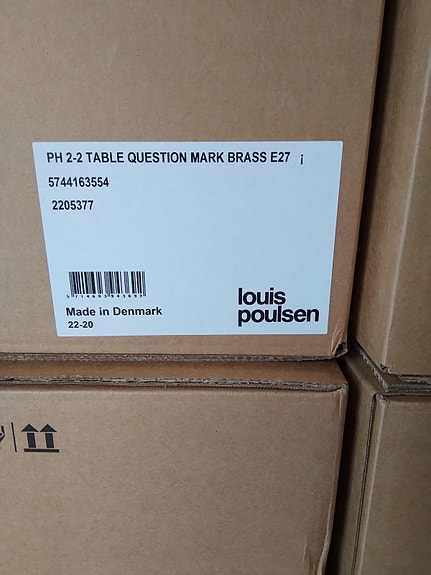 PH 2-2 TABLE QUESTION MARK BRASS E27 ¡
5744163554
2205377
Made in Denmark
22-20
louis
poulsen